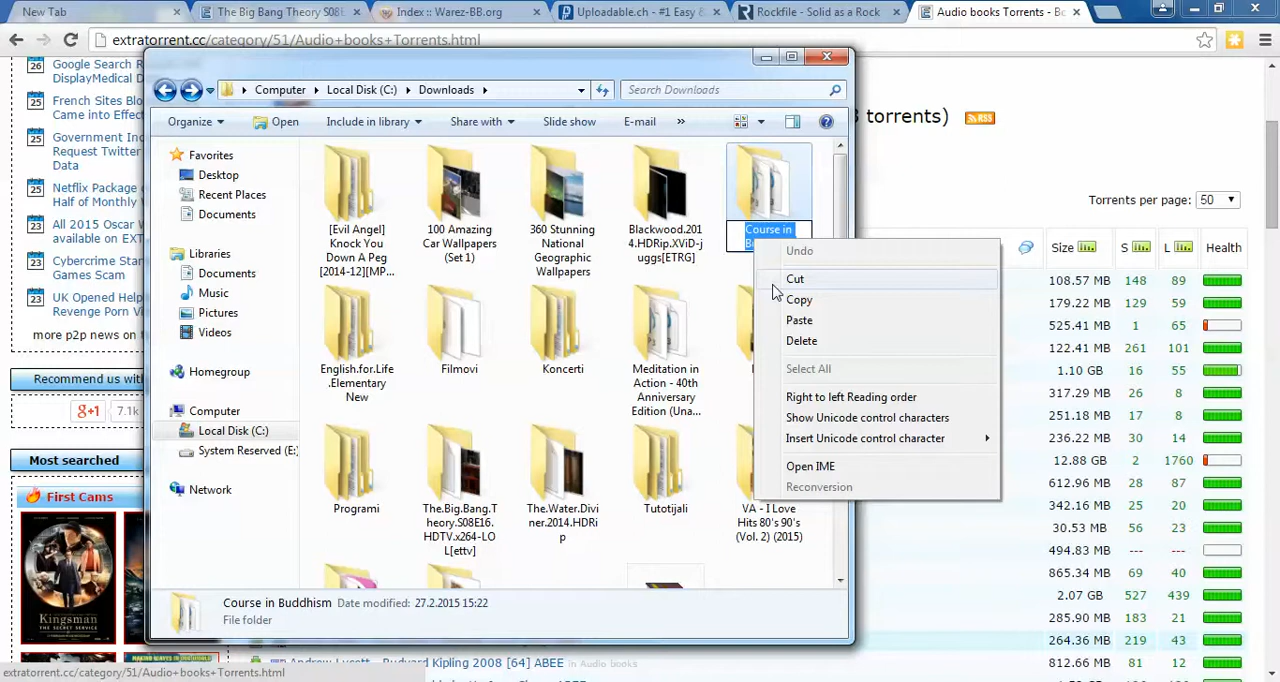 New Tab
The Big Bang Theory S08E
Index :: Warez-BB.org
Uploadable.ch - #1 Easy &
Rockfile - Solid as a Rock
Audio books Torrents - Bo
extratorrent.cc/category/51/Audio+books+Torrents.html
26 Google Search R
DisplayMedical D
25 French Sites Blo
Came into Effect
25 Government Inc
Request Twitter
Data
25 Netflix Package c
Half of Monthly W
24 All 2015 Oscar W
available on EXT
23 Cybercrime Stan
Games Scam
23 UK Opened Help
Revenge Porn Vi
more p2p news on t
Recommend us wi
g+1 7.1k
Most searched
First Cams
KINGSMAN
THE SECRET SERVICE
Computer
Local Disk (C:)
Downloads
Search Downloads
Organize
Open
Include in library
Share with
Slide show
E-mail
»
Favorites
Desktop
Recent Places
Documents
Libraries
Documents
Music
Pictures
Videos
Homegroup
Computer
Local Disk (C:)
System Reserved (E:
Network
[Evil Angel]
Knock You
Down A Peg
[2014-12][MP...
100 Amazing
Car Wallpapers
(Set 1)
360 Stunning
National
Geographic
Wallpapers
Blackwood.201
4.HDRip.XViD-j
uggs[ETRG]
Course in
English.for.Life
.Elementary
New
Filmovi
Koncerti
Meditation in
Action - 40th
Anniversary
Edition (Una...
Programi
The.Big.Bang.T
heory.S08E16.
HDTV.x264-LO
L[ettv]
The.Water.Divi
ner.2014.HDRi
p
Tutotijali
VA - I Love
Hits 80's 90's
(Vol. 2) (2015)
Undo
Cut
Copy
Paste
Delete
Select All
Right to left Reading order
Show Unicode control characters
Insert Unicode control character
Open IME
Reconversion
Course in Buddhism Date modified: 27.2.2015 15:22
File folder
torrents)
RSS
Torrents per page: 50
Size S L Health
108.57 MB 148 89
179.22 MB 129 59
525.41 MB 1 65
122.41 MB 261 101
1.10 GB 16 55
317.29 MB 26 8
251.18 MB 17 8
236.22 MB 30 14
12.88 GB 2 1760
612.96 MB 28 87
342.16 MB 25 20
30.53 MB 56 23
494.83 MB --- ---
865.34 MB 69 40
2.07 GB 527 439
285.90 MB 183 21
264.36 MB 219 43
812.66 MB 81 12
Rudyard Kipling 2008 [64] ABEE in Audio books
extratorrent.cc/category/51/Audio+books+Torrents.html